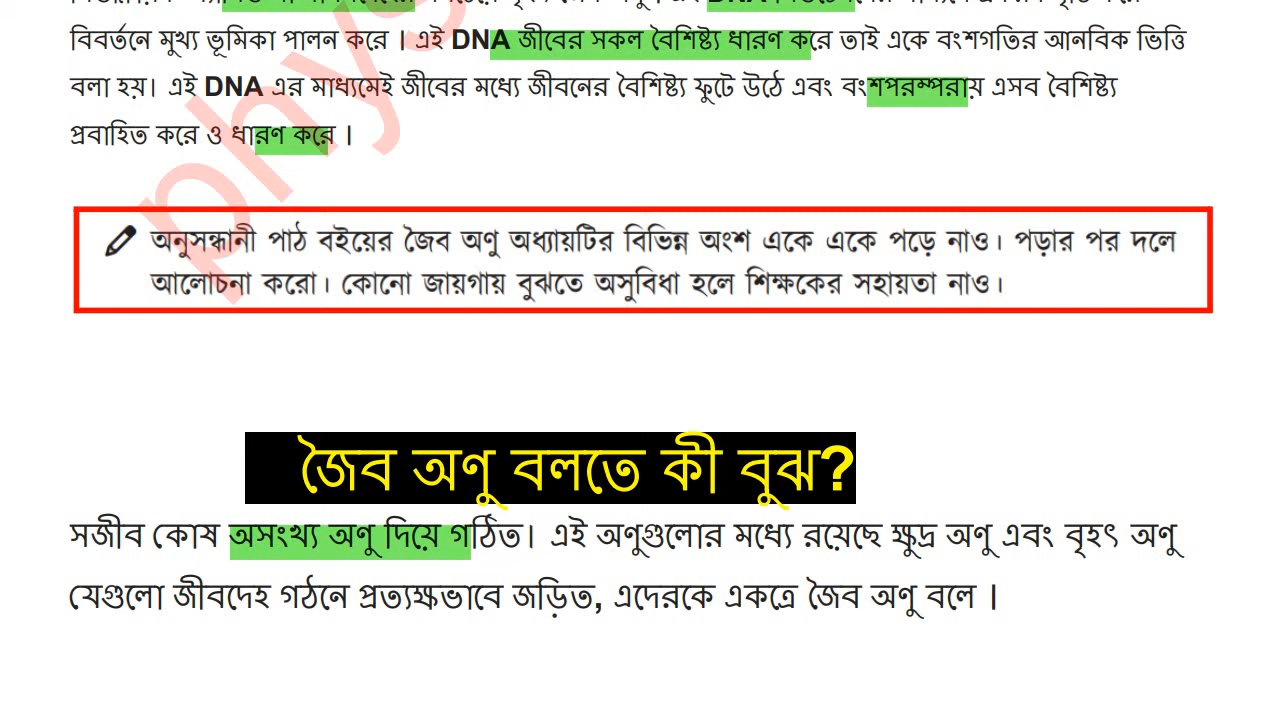 বিবর্তনে মুখ্য ভূমিকা পালন করে । এই DNA জীবের সকল বৈশিষ্ট্য ধারণ করে তাই একে বংশগতির আনবিক ভিত্তি
বলা হয়। এই DNA এর মাধ্যমেই জীবের মধ্যে জীবনের বৈশিষ্ট্য ফুটে উঠে এবং বংশপরম্পরায় এসব বৈশিষ্ট্য
প্রবাহিত করে ও ধারণ করে ।
phys
অনুসন্ধানী পাঠ বইয়ের জৈব অণু অধ্যায়টির বিভিন্ন অংশ একে একে পড়ে নাও। পড়ার পর দলে
আলোচনা করো। কোনো জায়গায় বুঝতে অসুবিধা হলে শিক্ষকের সহায়তা নাও।
জৈব অণু বলতে কী বুঝ?
সজীব কোষ অসংখ্য অণু দিয়ে গঠিত। এই অণুগুলোর মধ্যে রয়েছে ক্ষুদ্র অণু এবং বৃহৎ অণু
যেগুলো জীবদেহ গঠনে প্রত্যক্ষভাবে জড়িত, এদেরকে একত্রে জৈব অণু বলে ।